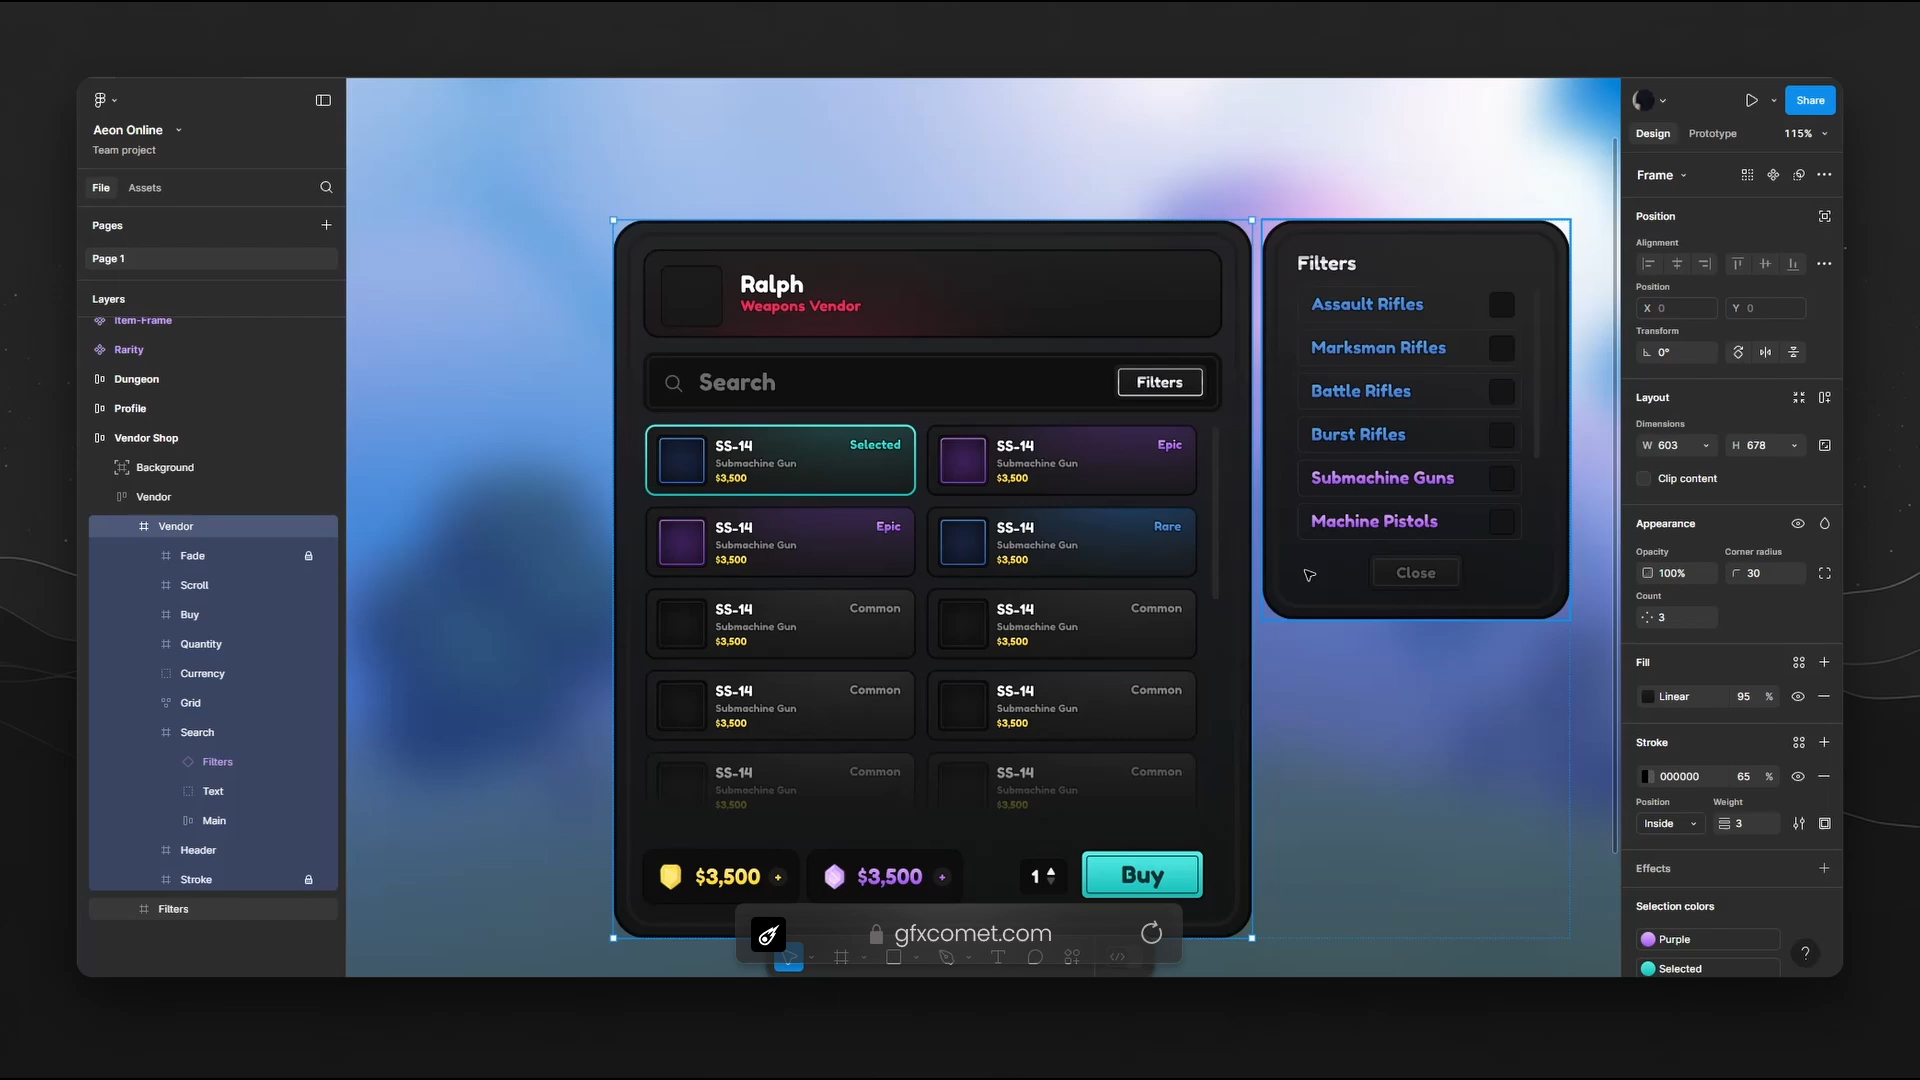 Aeon Online
Team project
File
Assets
Pages
Page 1
Layers
Item-Frame
Rarity
Dungeon
Profile
Vendor Shop
Background
Vendor
Vendor
Fade
Scroll
Buy
Quantity
Currency
Grid
Search
Filters
Text
Main
Header
Stroke
Filters
Ralph
Weapons Vendor
Search
Filters
SS-14 Selected
Submachine Gun
$3,500
SS-14 Epic
Submachine Gun
$3,500
SS-14 Epic
Submachine Gun
$3,500
SS-14 Rare
Submachine Gun
$3,500
SS-14 Common
Submachine Gun
$3,500
SS-14 Common
Submachine Gun
$3,500
SS-14 Common
Submachine Gun
$3,500
SS-14 Common
Submachine Gun
$3,500
SS-14 Common
Submachine Gun
$3,500
SS-14 Common
Submachine Gun
$3,500
$3,500 +
$3,500 +
1
Buy
gfxcomet.com
Filters
Assault Rifles
Marksman Rifles
Battle Rifles
Burst Rifles
Submachine Guns
Machine Pistols
Close
Share
Design
Prototype
115%
Frame
Position
Alignment
Position
X 0
Y 0
Transform
0°
Layout
Dimensions
W 603
H 678
Clip content
Appearance
Opacity
Corner radius
100%
30
Count
3
Fill
Linear 95 %
Stroke
000000 65 %
Position
Weight
Inside
3
Effects
Selection colors
Purple
Selected
?